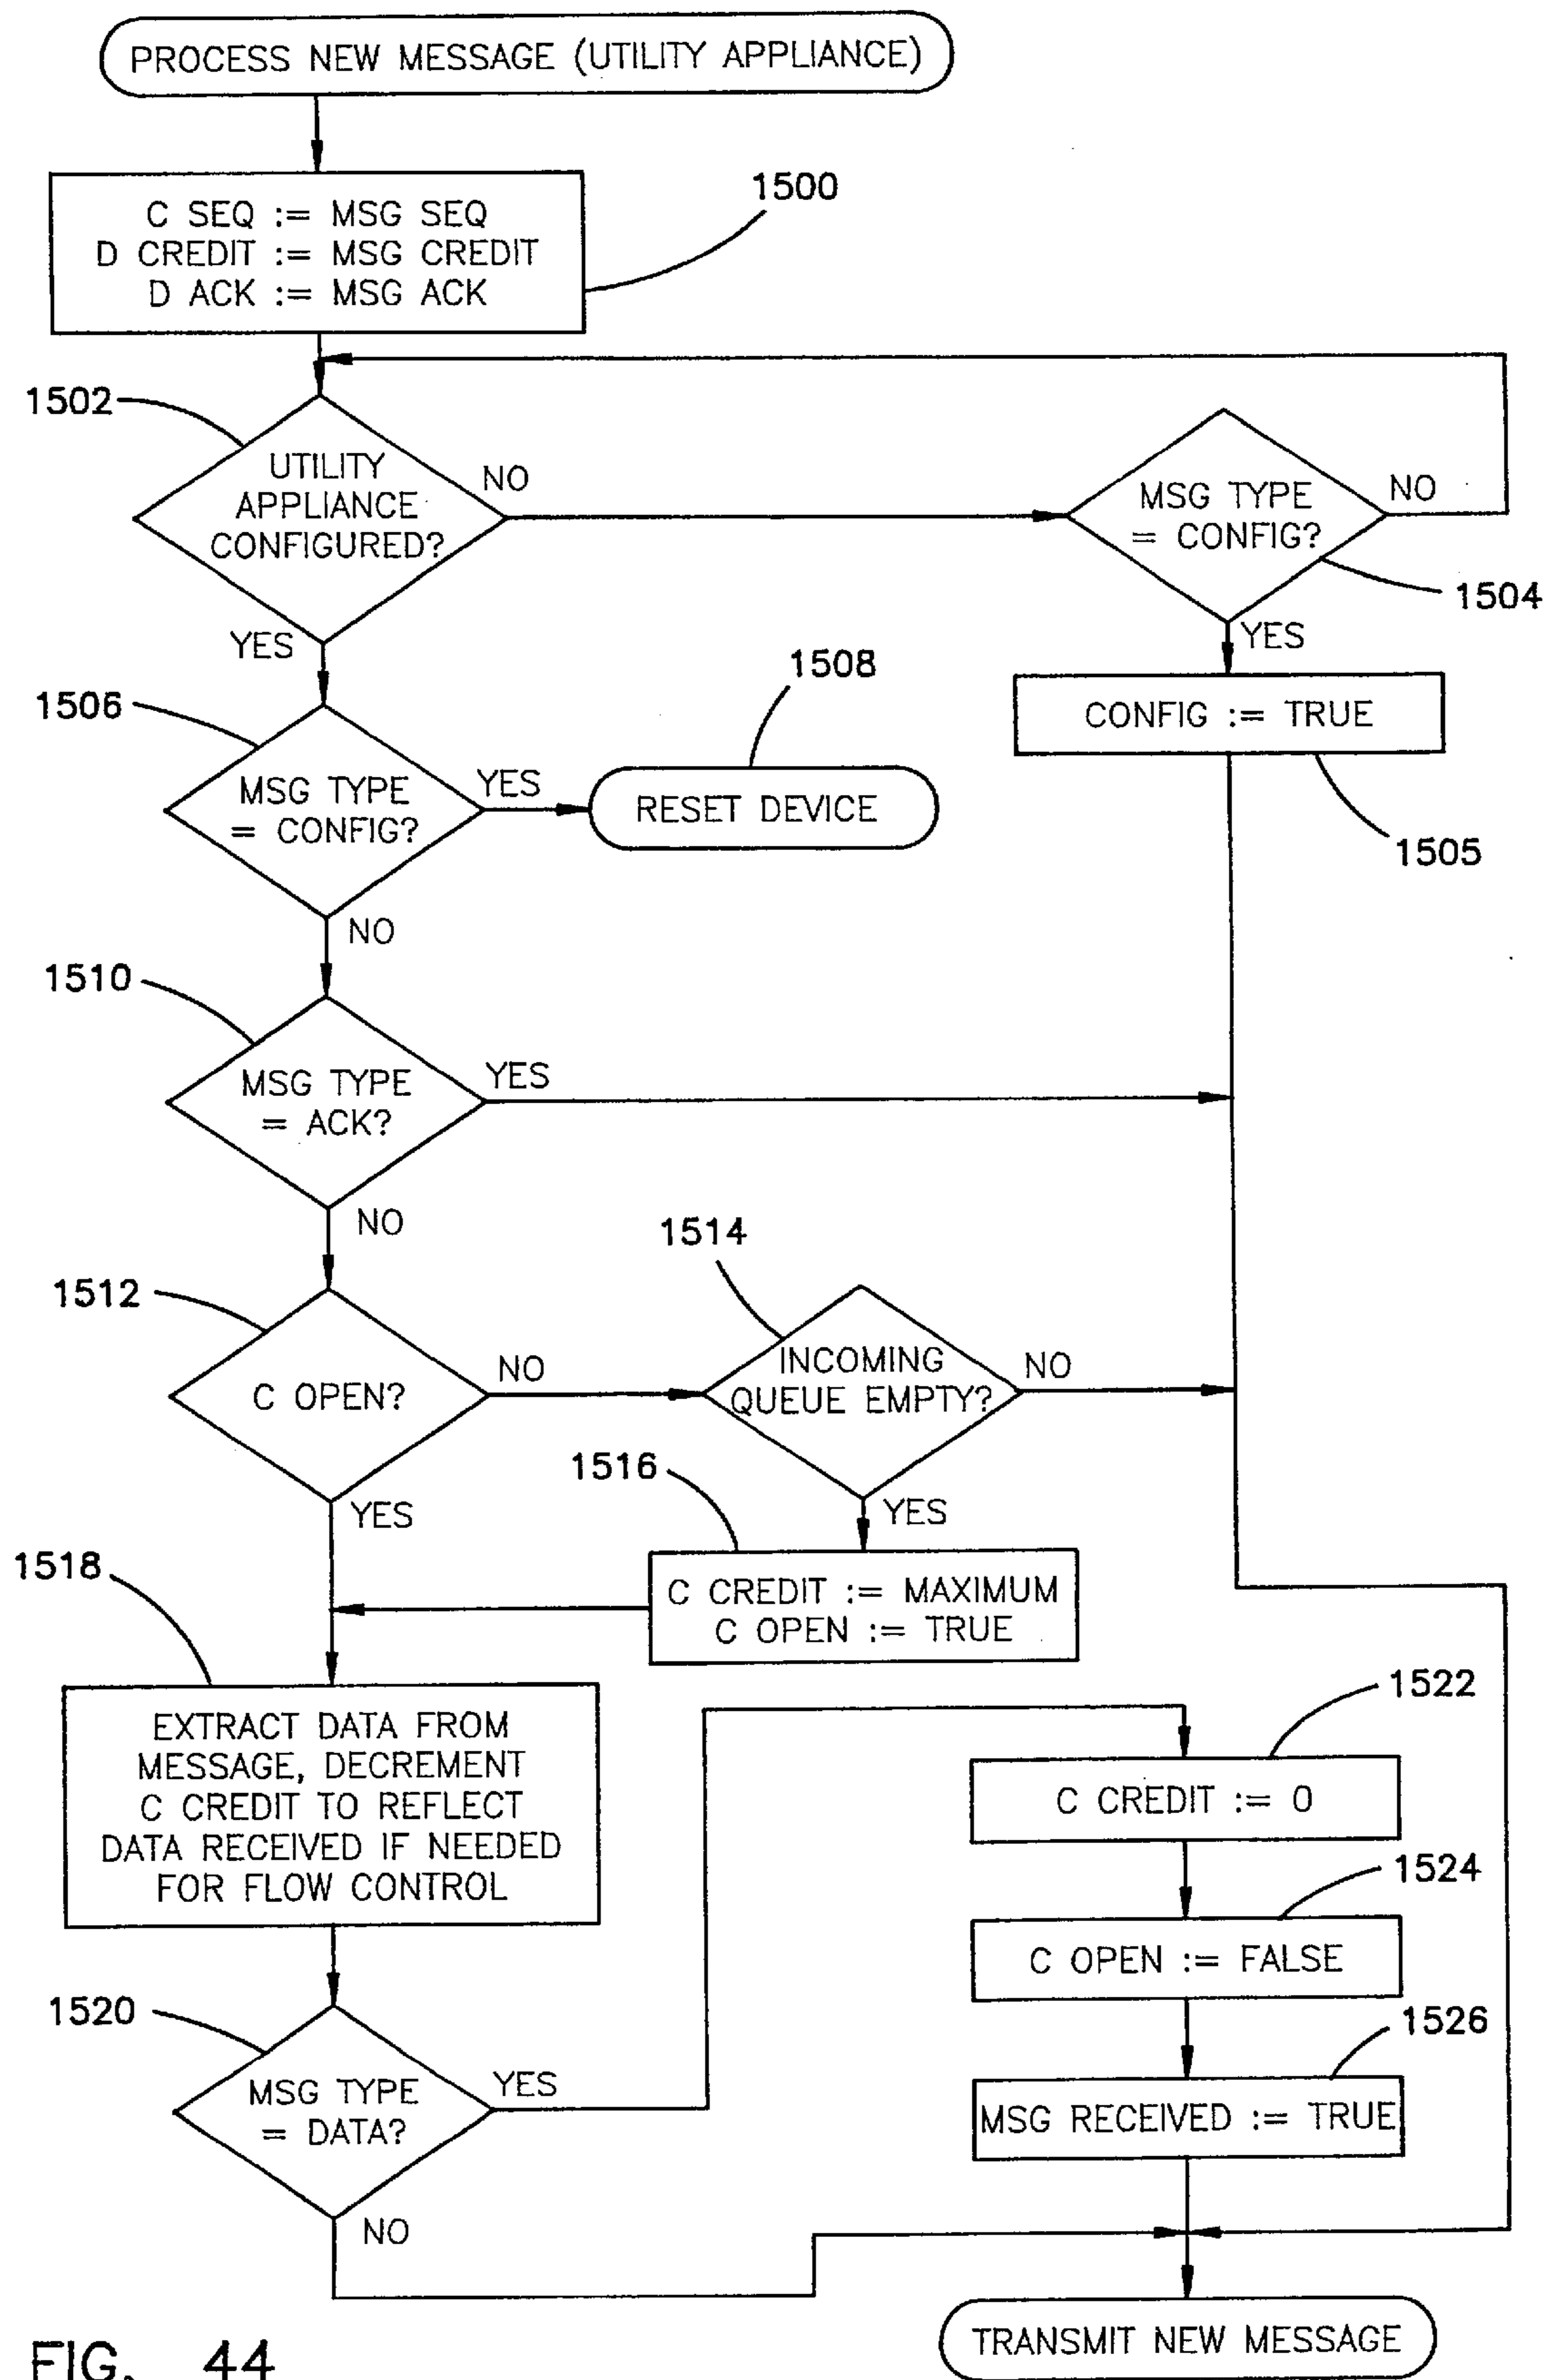 PROCESS NEW MESSAGE (UTILITY APPLIANCE)
1500
C SEQ := MSG SEQ
D CREDIT := MSG CREDIT
D ACK := MSG ACK
1502
UTILITY
APPLIANCE
CONFIGURED?
NO
YES
MSG TYPE
= CONFIG?
NO
1504
YES
CONFIG := TRUE
1505
1506
MSG TYPE
= CONFIG?
YES
1508
RESET DEVICE
NO
1510
MSG TYPE
= ACK?
YES
NO
1512
C OPEN?
NO
YES
1514
INCOMING
QUEUE EMPTY?
NO
YES
1516
C CREDIT := MAXIMUM
C OPEN := TRUE
1518
EXTRACT DATA FROM
MESSAGE, DECREMENT
C CREDIT TO REFLECT
DATA RECEIVED IF NEEDED
FOR FLOW CONTROL
1520
MSG TYPE
= DATA?
YES
NO
1522
C CREDIT := 0
1524
C OPEN := FALSE
1526
MSG RECEIVED := TRUE
TRANSMIT NEW MESSAGE
FIG. 44